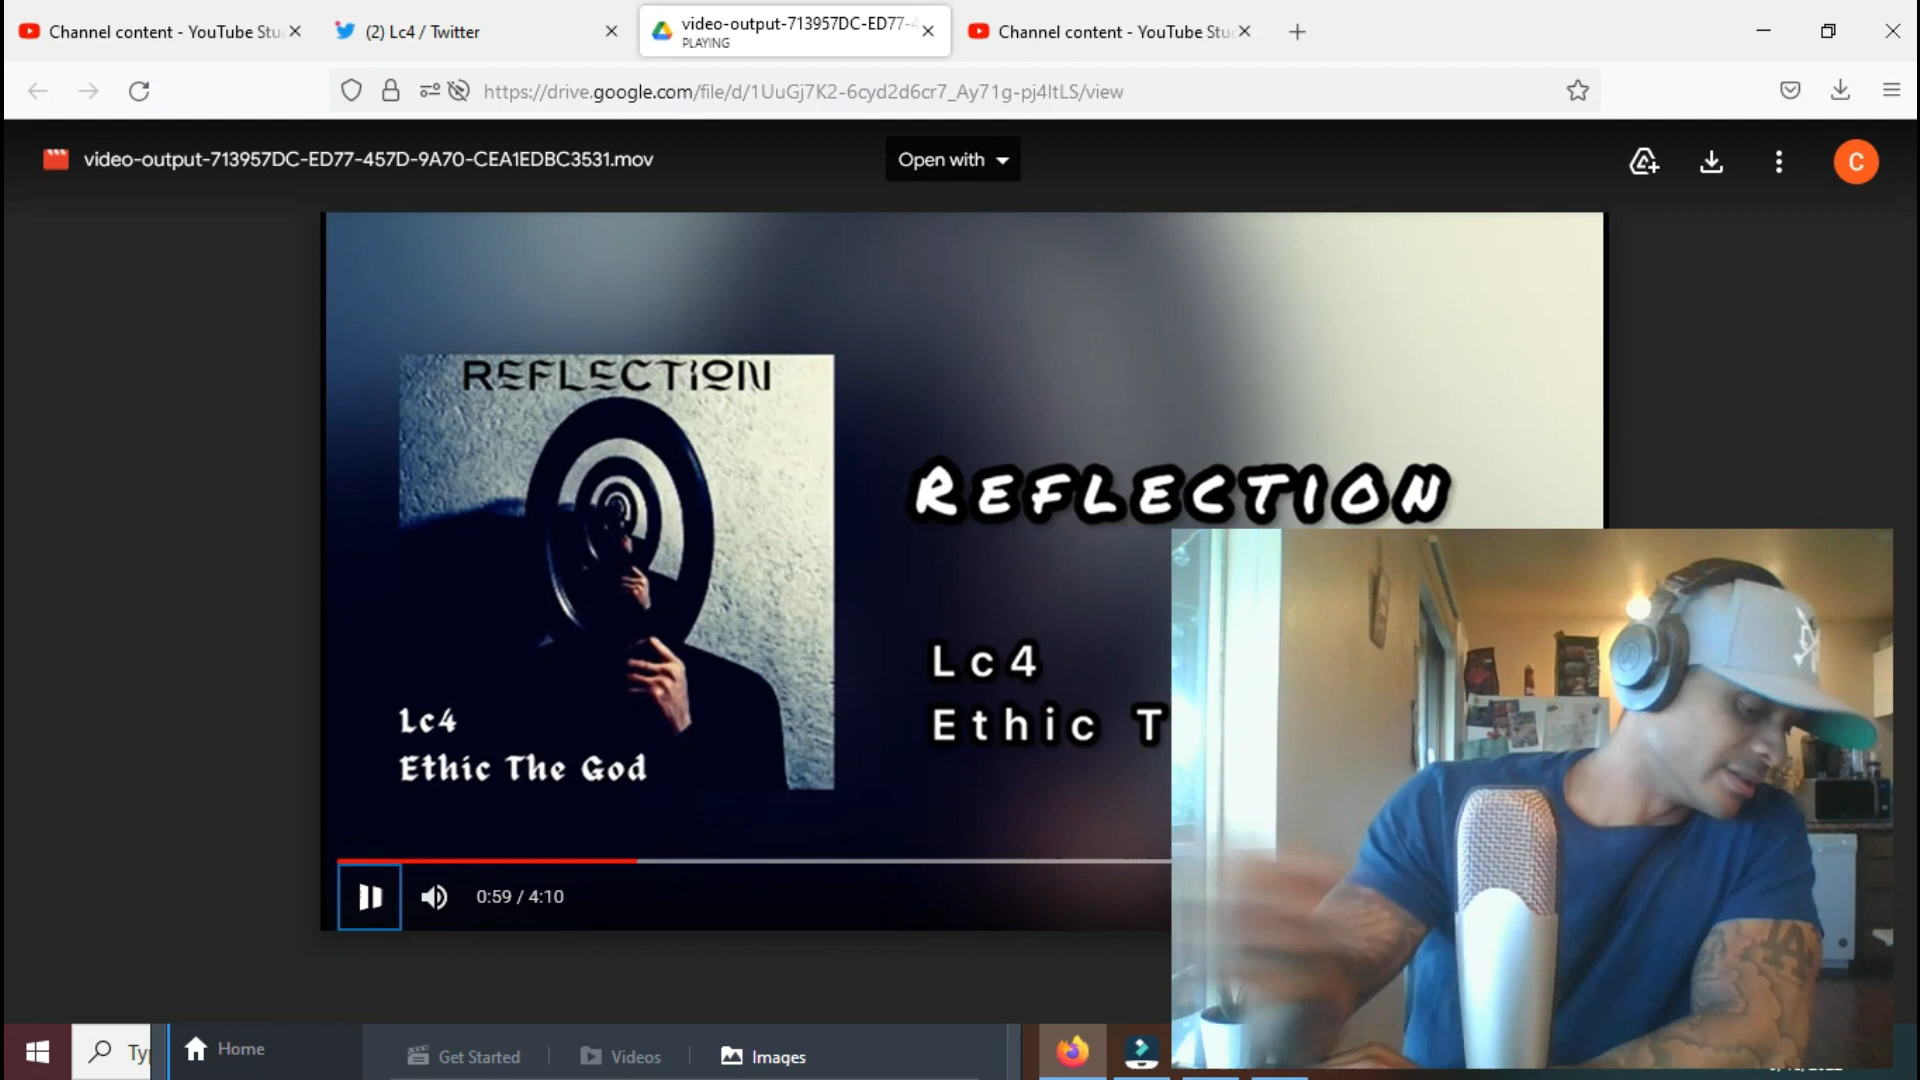 Channel content - YouTube Stu
(2) Lc4 / Twitter
video-output-713957DC-ED77-4
PLAYING
Channel content - YouTube Stu
https://drive.google.com/file/d/1UuGj7K2-6cyd2d6cr7_Ay71g-pj4ltLS/view
video-output-713957DC-ED77-457D-9A70-CEA1EDBC3531.mov
Open with
C
REFLECTION
REFLECTION
Lc4
Ethic T
Lc4
Ethic The God
0:59 / 4:10
LA
Ty
Home
Get Started
Videos
Images